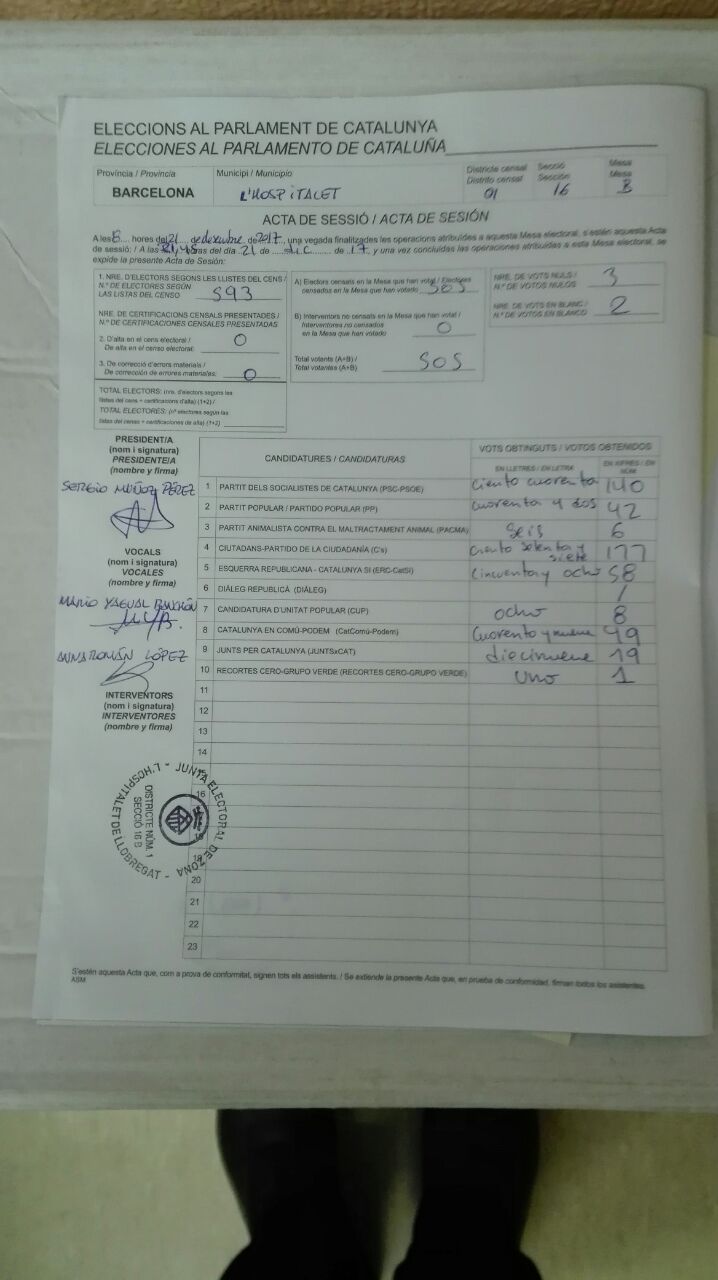 ELECCIONS AL PARLAMENT DE CATALUNYA
ELECCIONES AL PARLAMENTO DE CATALUÑA
Província / Provincia
BARCELONA
Municipi / Municipio
L'HOSPITALET
Districte censal Secció Mesa
Distrito censal Sección Mesa
01 16 B
ACTA DE SESSIÓ / ACTA DE SESIÓN
A les 8 hores del 21 de desembre de 2017, una vegada finalitzades les operacions atribuïdes a aquesta Mesa electoral, s'estén aquesta Acta
de sessió: / A las 21,45 horas del día 21 de dic de 17 y una vez concluidas las operaciones atribuidas a esta Mesa electoral, se
expide la presente Acta de Sesión:
1. NRE. D'ELECTORS SEGONS LES LLISTES DEL CENS /
N.º DE ELECTORES SEGÚN
LAS LISTAS DEL CENSO 593
NRE. DE CERTIFICACIONS CENSALS PRESENTADES /
N.º DE CERTIFICACIONES CENSALES PRESENTADAS
2. D'alta en el cens electoral /
De alta en el censo electoral: 0
3. De correcció d'errors materials /
De corrección de errores materiales: 0
TOTAL ELECTORS: (nre. d'electors segons les
llistes del cens + certificacions d'alta) (1+2) /
TOTAL ELECTORES: (nº electores según las
listas del censo + certificaciones de alta) (1+2)
A) Electors censats en la Mesa que han votat / Electores
censados en la Mesa que han votado 505
B) Interventors no censats en la Mesa que han votat /
Interventores no censados
en la Mesa que han votado 0
Total votants (A+B) /
Total votantes (A+B) 505
NRE. DE VOTS NULS /
N.º DE VOTOS NULOS 3
NRE. DE VOTS EN BLANC /
N.º DE VOTOS EN BLANCO 2
PRESIDENT/A
(nom i signatura)
PRESIDENTE/A
(nombre y firma)
SERGIO MUÑOZ PÉREZ
VOCALS
(nom i signatura)
VOCALES
(nombre y firma)
MARIO YAGUAL
ANNA ROMÁN LÓPEZ
INTERVENTORS
(nom i signatura)
INTERVENTORES
(nombre y firma)
CANDIDATURES / CANDIDATURAS
VOTS OBTINGUTS / VOTOS OBTENIDOS
EN LLETRES / EN LETRA EN XIFRES / EN NÚM
1 PARTIT DELS SOCIALISTES DE CATALUNYA (PSC-PSOE) Ciento cuarenta 140
2 PARTIT POPULAR / PARTIDO POPULAR (PP) Cuarenta y dos 42
3 PARTIT ANIMALISTA CONTRA EL MALTRACTAMENT ANIMAL (PACMA) Seis 6
4 CIUTADANS-PARTIDO DE LA CIUDADANÍA (C's) Ciento setenta y siete 177
5 ESQUERRA REPUBLICANA - CATALUNYA SI (ERC-CatSí) Cincuenta y ocho 58
6 DIÀLEG REPUBLICÀ (DIÀLEG) /
7 CANDIDATURA D'UNITAT POPULAR (CUP) ocho 8
8 CATALUNYA EN COMÚ-PODEM (CatComú-Podem) Cuarenta y nueve 49
9 JUNTS PER CATALUNYA (JUNTSxCAT) diecinueve 19
10 RECORTES CERO-GRUPO VERDE (RECORTES CERO-GRUPO VERDE) Uno 1
11
12
13
14
15
16
19
20
21
22
23
JUNTA ELECTORAL DE ZONA - L'HOSPITALET DE LLOBREGAT -
DISTRICTE NÚM. 1
SECCIÓ 16 B
S'estén aquesta Acta que, com a prova de conformitat, signen tots els assistents. / Se extiende la presente Acta que, en prueba de conformidad, firman todos los asistentes.
ASM